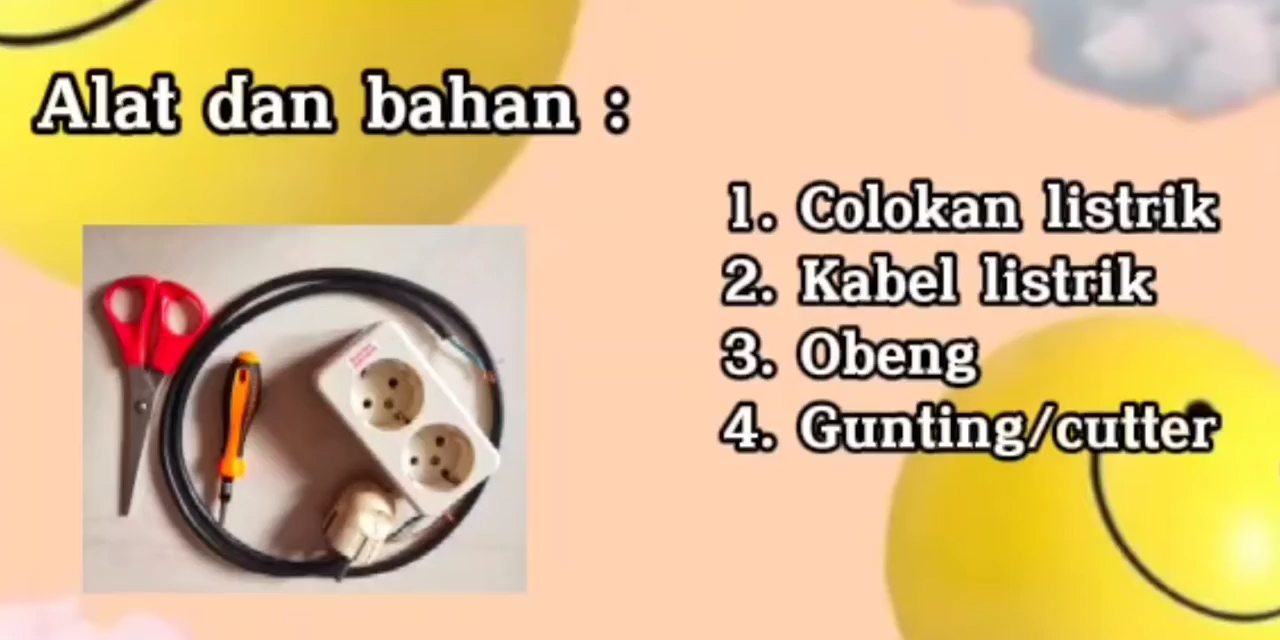 Alat dan bahan :
1. Colokan listrik
2. Kabel listrik
3. Obeng
4. Gunting/cutter